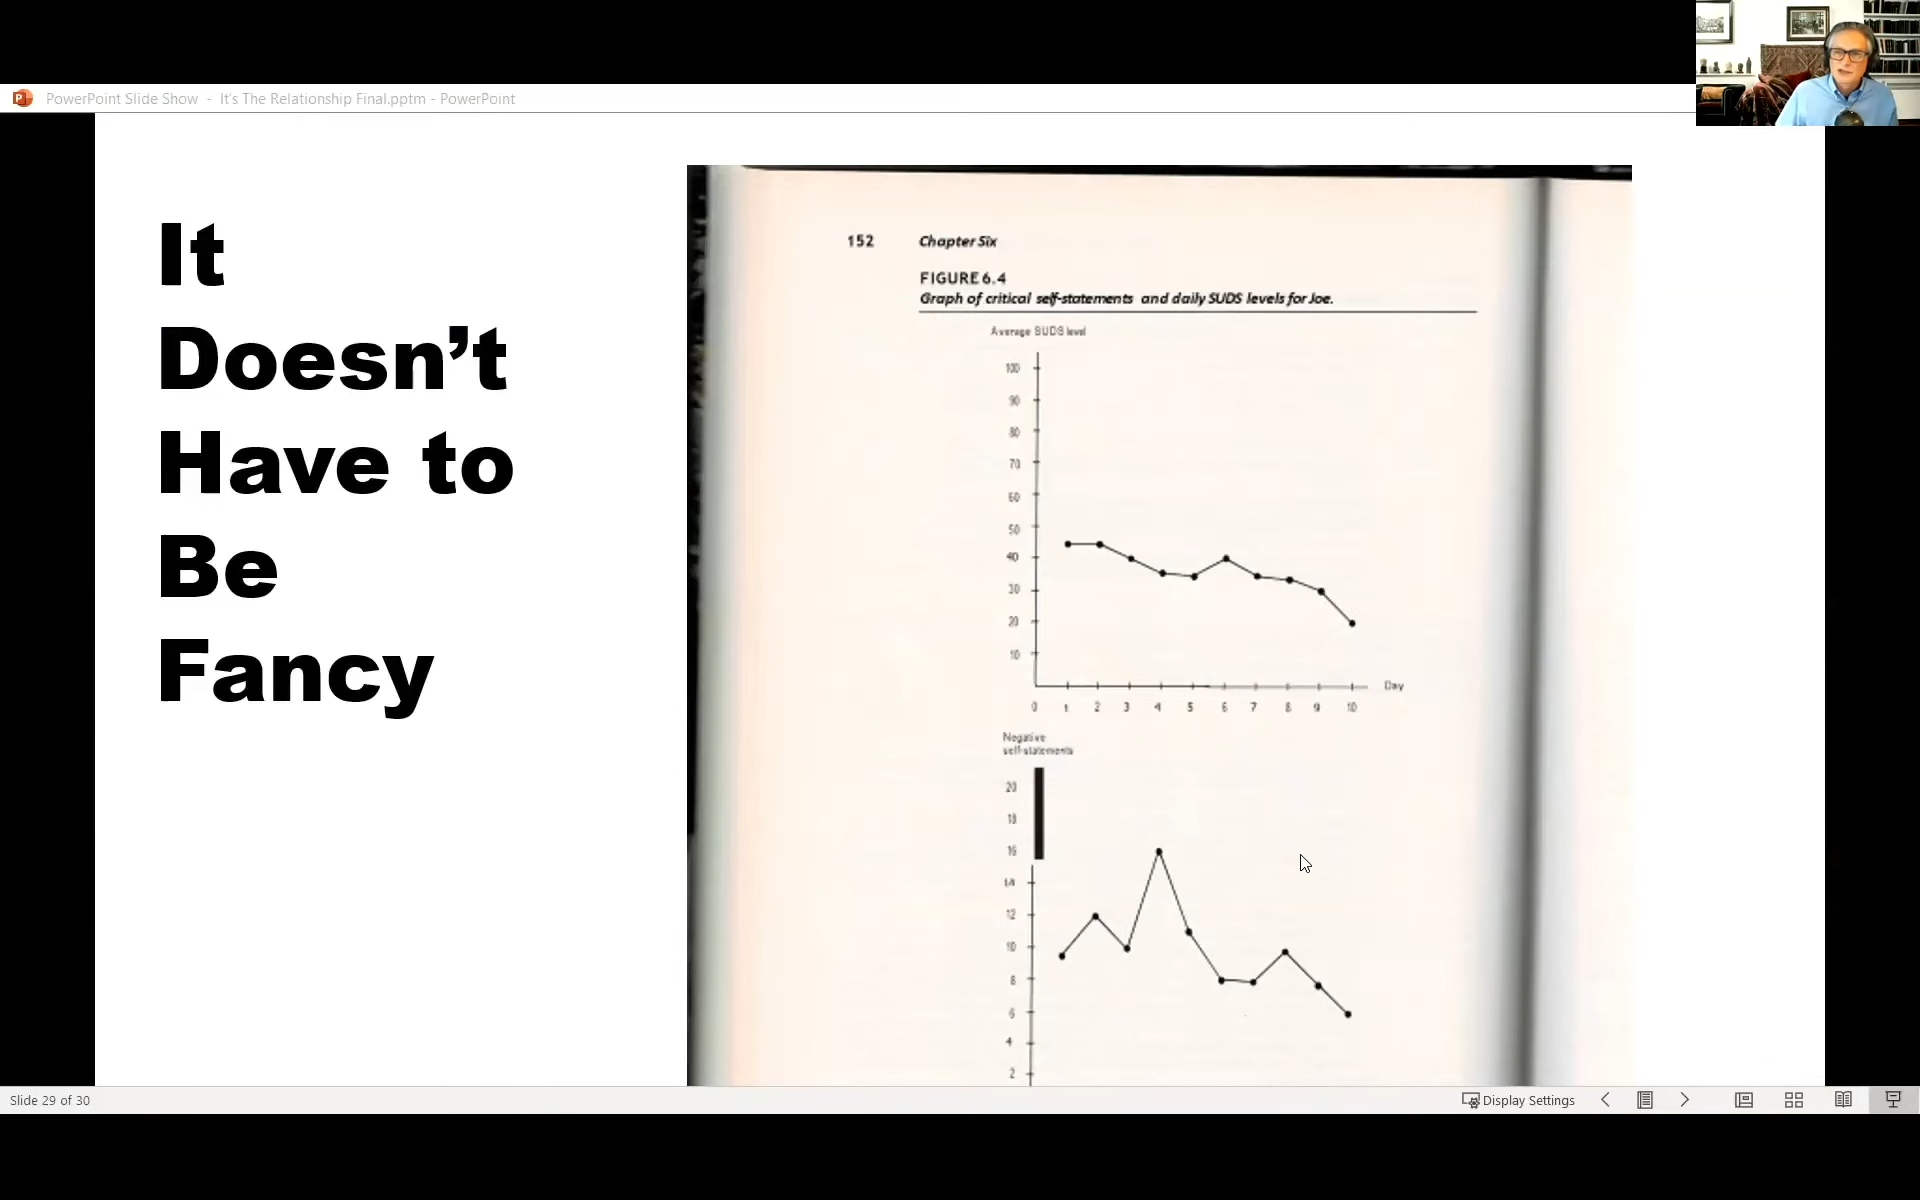 PowerPoint Slide Show - It's The Relationship Final.pptm - PowerPoint
It
Doesn’t
Have to
Be
Fancy
152 Chapter Six
FIGURE 6.4
Graph of critical self-statements and daily SUDS levels for Joe.
Average SUDS level
100
90
80
70
60
50
40
30
20
10
Day
0 1 2 3 4 5 6 7 8 9 10
Negative
self-statements
20
18
16
14
12
10
8
6
4
2
Slide 29 of 30
Display Settings